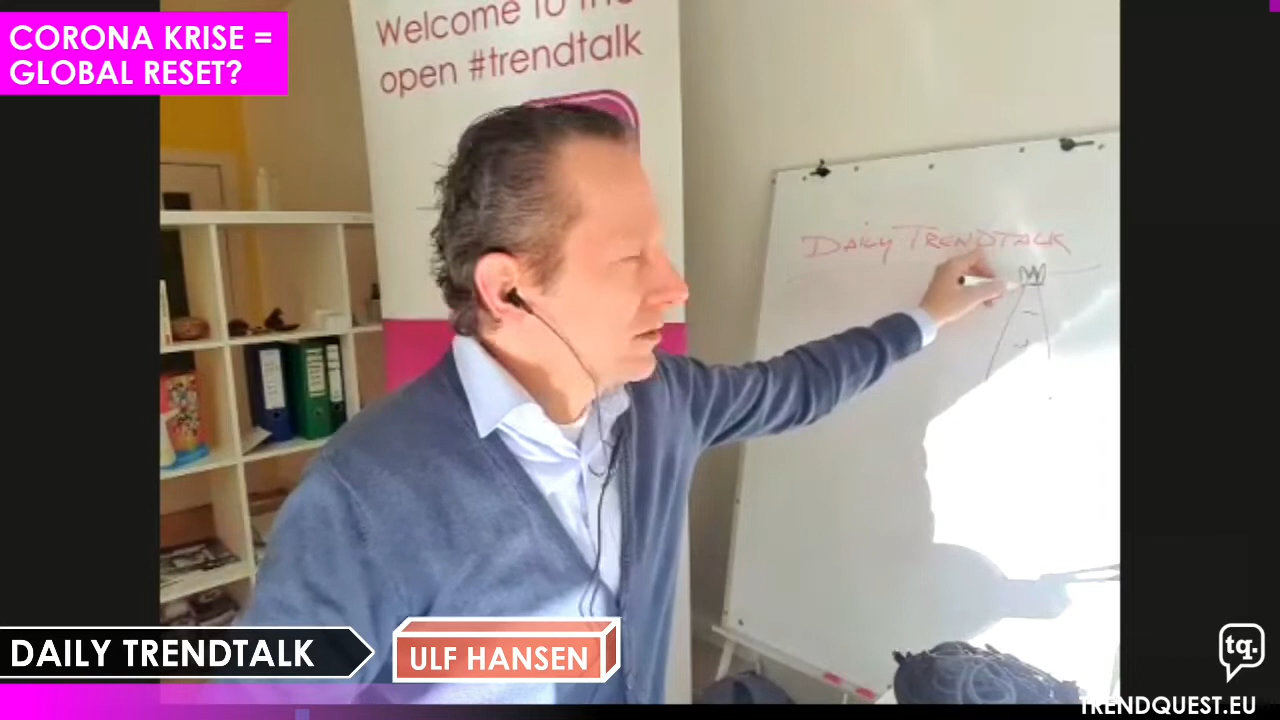 CORONA KRISE =
GLOBAL RESET?
Welcome to the
open #trendtalk
DAILY TRENDTALK
DAILY TRENDTALK
ULF HANSEN
tq.
TRENDQUEST.EU